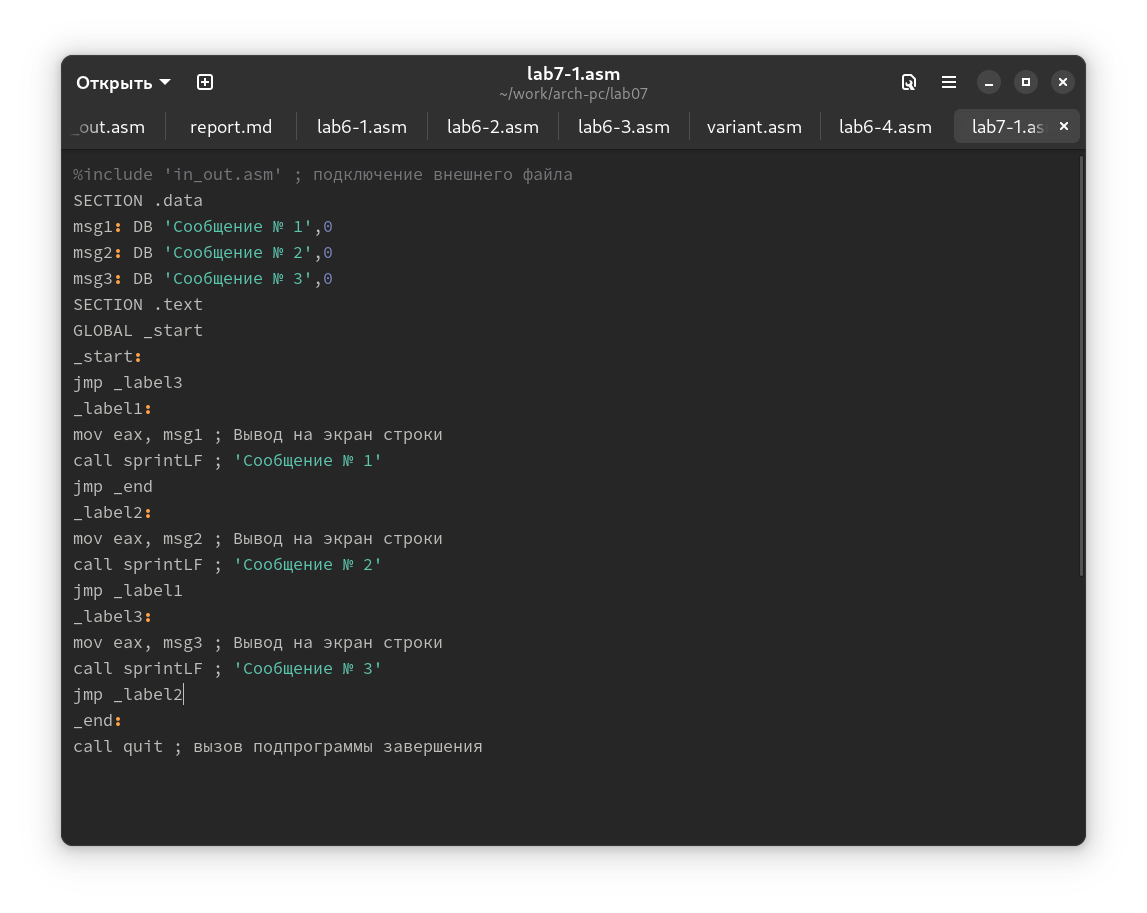 Открыть
lab7-1.asm
~/work/arch-pc/lab07
_out.asm report.md lab6-1.asm lab6-2.asm lab6-3.asm variant.asm lab6-4.asm lab7-1.as
%include 'in_out.asm' ; подключение внешнего файла
SECTION .data
msg1: DB 'Сообщение № 1',0
msg2: DB 'Сообщение № 2',0
msg3: DB 'Сообщение № 3',0
SECTION .text
GLOBAL _start
_start:
jmp _label3
_label1:
mov eax, msg1 ; Вывод на экран строки
call sprintLF ; 'Сообщение № 1'
jmp _end
_label2:
mov eax, msg2 ; Вывод на экран строки
call sprintLF ; 'Сообщение № 2'
jmp _label1
_label3:
mov eax, msg3 ; Вывод на экран строки
call sprintLF ; 'Сообщение № 3'
jmp _label2
_end:
call quit ; вызов подпрограммы завершения